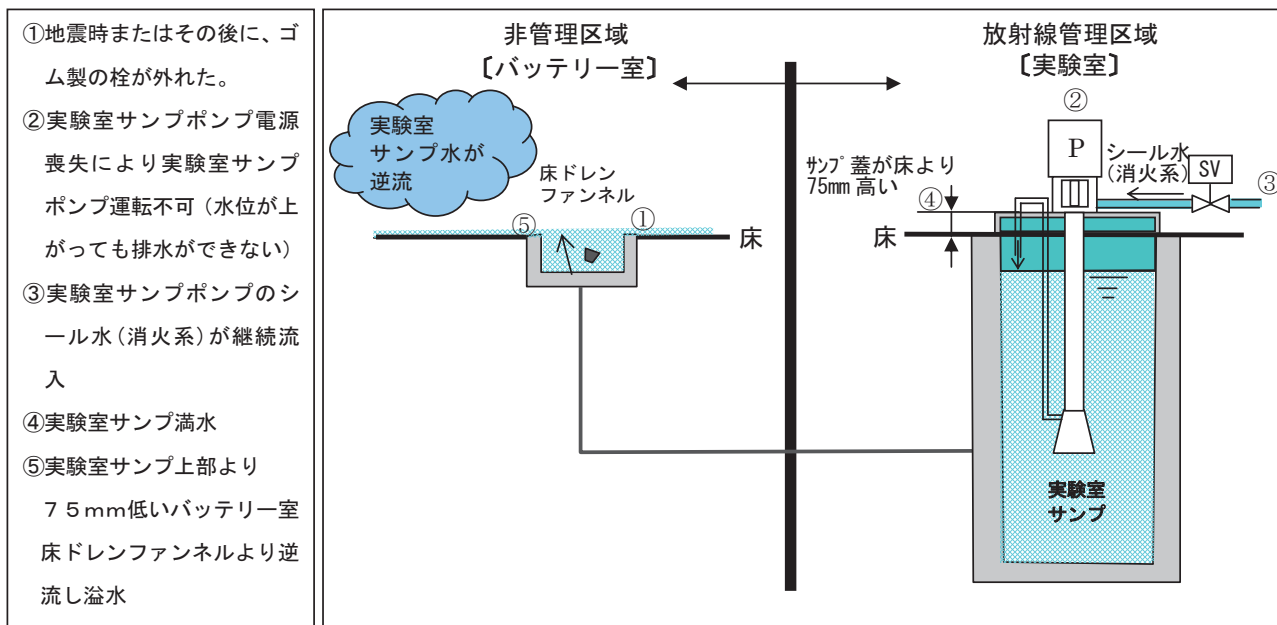 ①地震時またはその後に、ゴ
ム製の栓が外れた。
②実験室サンプポンプ電源
喪失により実験室サンプ
ポンプ運転不可（水位が上
がっても排水ができない）
③実験室サンプポンプのシ
ール水（消火系）が継続流
入
④実験室サンプ満水
⑤実験室サンプ上部より
７５ｍｍ低いバッテリー室
床ドレンファンネルより逆
流し溢水
非管理区域
〔バッテリー室〕
実験室
サンプ水が
逆流
床ドレン
ファンネル
⑤
①
床
放射線管理区域
〔実験室〕
②
P
ｻﾝﾌﾟ蓋が床より
75mm 高い
④
シール水
(消火系)
SV
③
床
実験室
サンプ